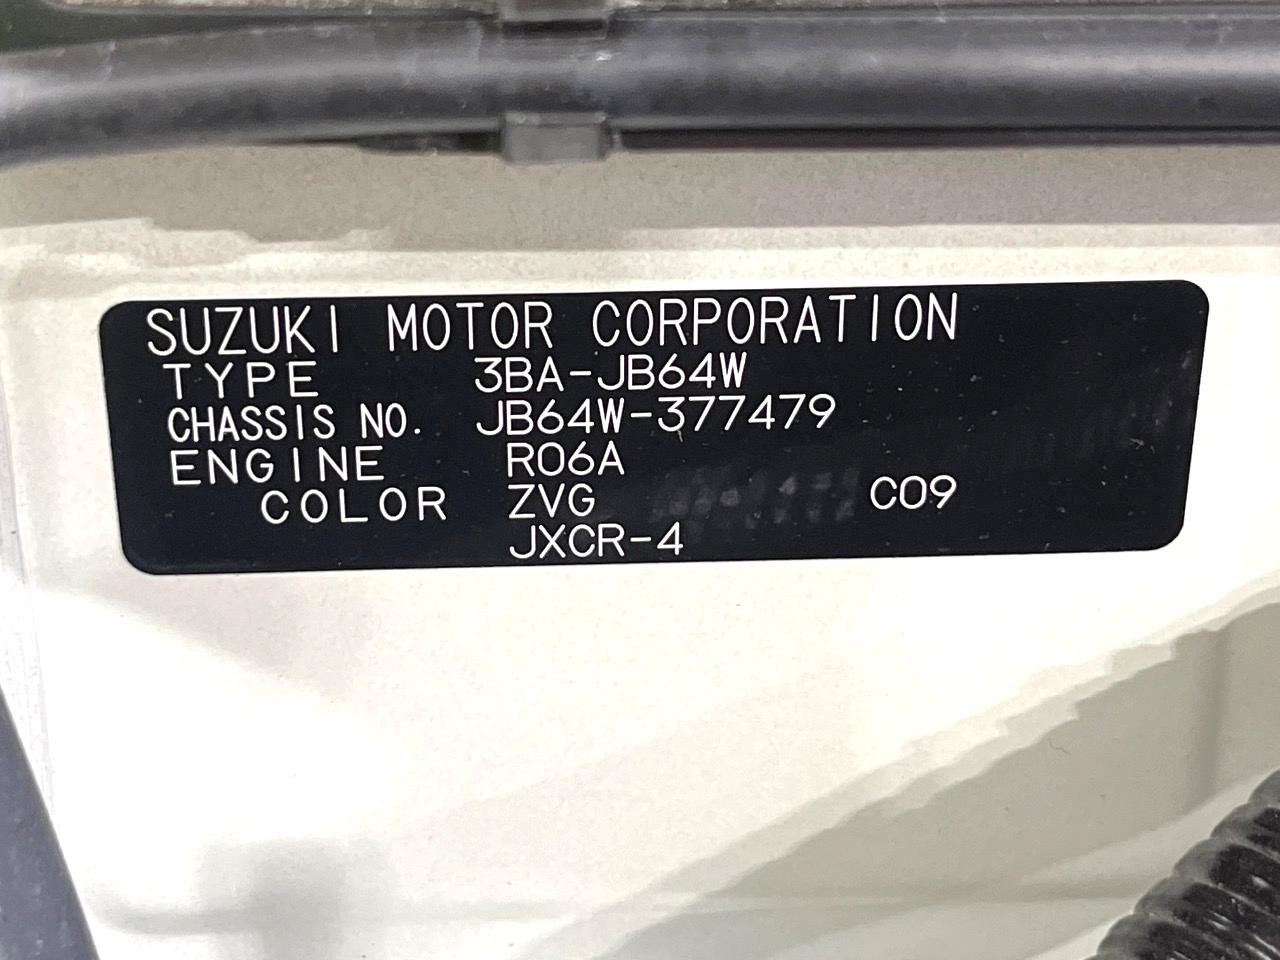 SUZUKI MOTOR CORPORATION
TYPE 3BA-JB64W
CHASSIS NO. JB64W-377479
ENGINE R06A
COLOR ZVG C09
JXCR-4